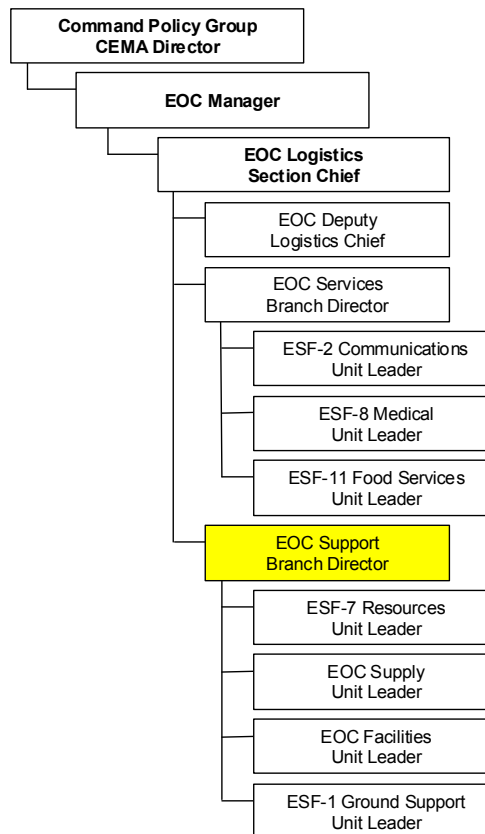 Command Policy Group
CEMA Director
EOC Manager
EOC Logistics
Section Chief
EOC Deputy
Logistics Chief
EOC Services
Branch Director
ESF-2 Communications
Unit Leader
ESF-8 Medical
Unit Leader
ESF-11 Food Services
Unit Leader
EOC Support
Branch Director
ESF-7 Resources
Unit Leader
EOC Supply
Unit Leader
EOC Facilities
Unit Leader
ESF-1 Ground Support
Unit Leader